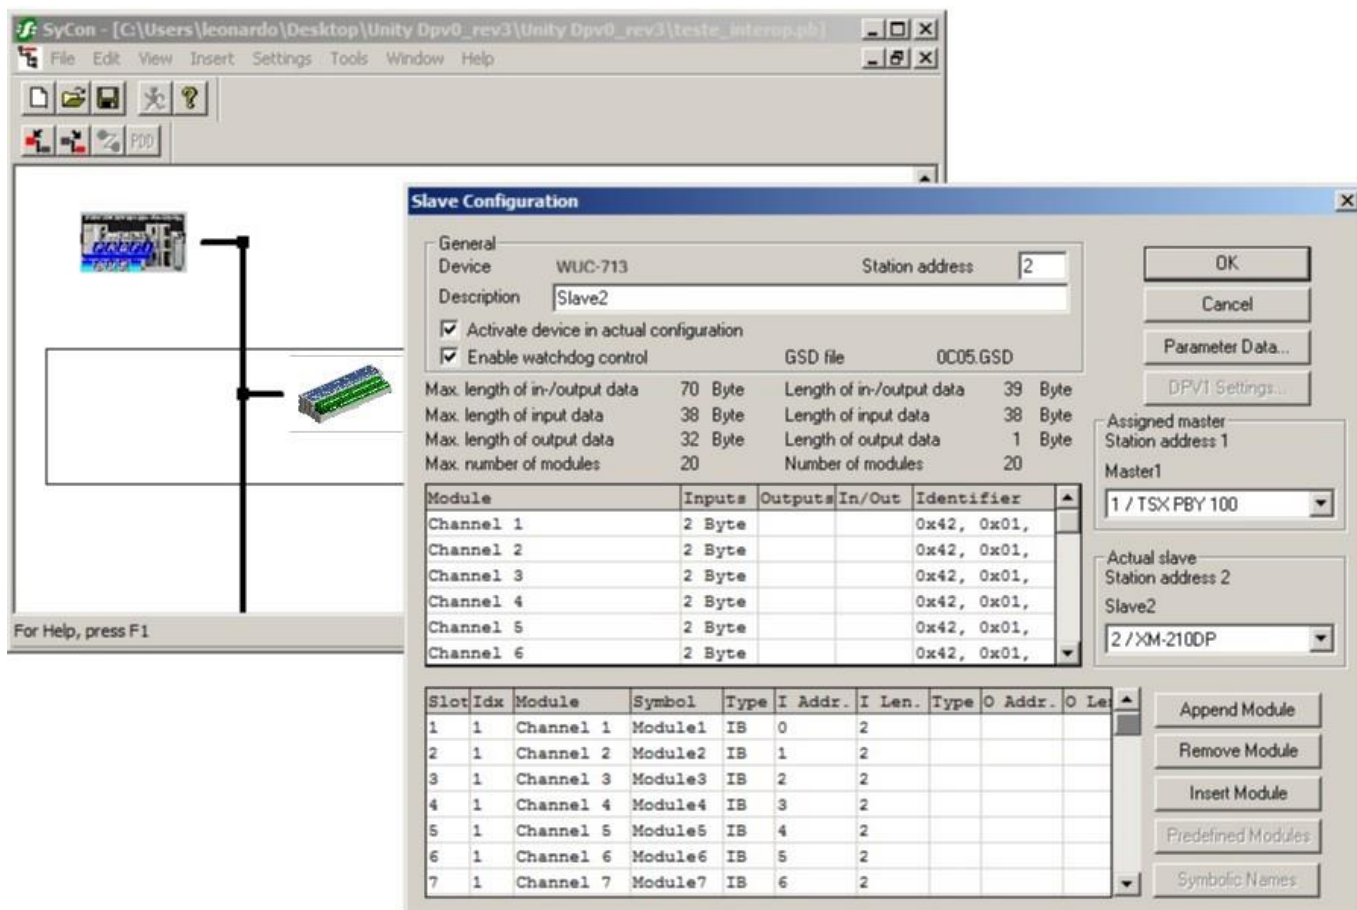 SyCon - [C:\Users\leonardo\Desktop\Unity Dpv0_rev3\Unity Dpv0_rev3\teste_interop.pb]
File Edit View Insert Settings Tools Window Help
PDD
For Help, press F1
Slave Configuration
General
Device WUC-713 Station address 2
Description Slave2
Activate device in actual configuration
Enable watchdog control GSD file 0C05.GSD
Max. length of in-/output data 70 Byte Length of in-/output data 39 Byte
Max. length of input data 38 Byte Length of input data 38 Byte
Max. length of output data 32 Byte Length of output data 1 Byte
Max. number of modules 20 Number of modules 20
Module Inputs Outputs In/Out Identifier
Channel 1 2 Byte 0x42, 0x01,
Channel 2 2 Byte 0x42, 0x01,
Channel 3 2 Byte 0x42, 0x01,
Channel 4 2 Byte 0x42, 0x01,
Channel 5 2 Byte 0x42, 0x01,
Channel 6 2 Byte 0x42, 0x01,
Slot Idx Module Symbol Type I Addr. I Len. Type O Addr. O Le
1 1 Channel 1 Module1 IB 0 2
2 1 Channel 2 Module2 IB 1 2
3 1 Channel 3 Module3 IB 2 2
4 1 Channel 4 Module4 IB 3 2
5 1 Channel 5 Module5 IB 4 2
6 1 Channel 6 Module6 IB 5 2
7 1 Channel 7 Module7 IB 6 2
OK
Cancel
Parameter Data...
DPV1 Settings...
Assigned master
Station address 1
Master1
1 / TSX PBY 100
Actual slave
Station address 2
Slave2
2 / XM-210DP
Append Module
Remove Module
Insert Module
Predefined Modules
Symbolic Names